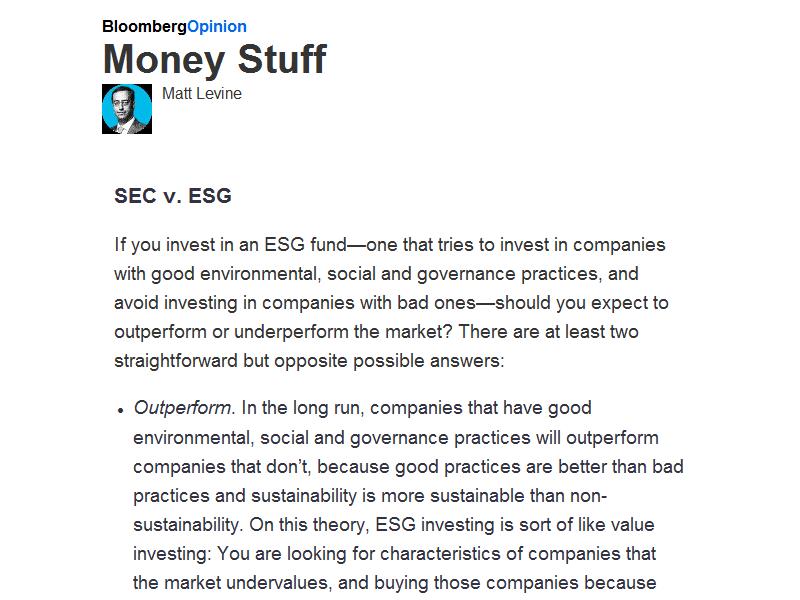 BloombergOpinion
Money Stuff
Matt Levine
SEC v. ESG
If you invest in an ESG fund—one that tries to invest in companies
with good environmental, social and governance practices, and
avoid investing in companies with bad ones—should you expect to
outperform or underperform the market? There are at least two
straightforward but opposite possible answers:
• Outperform. In the long run, companies that have good
environmental, social and governance practices will outperform
companies that don’t, because good practices are better than bad
practices and sustainability is more sustainable than non-
sustainability. On this theory, ESG investing is sort of like value
investing: You are looking for characteristics of companies that
the market undervalues, and buying those companies because